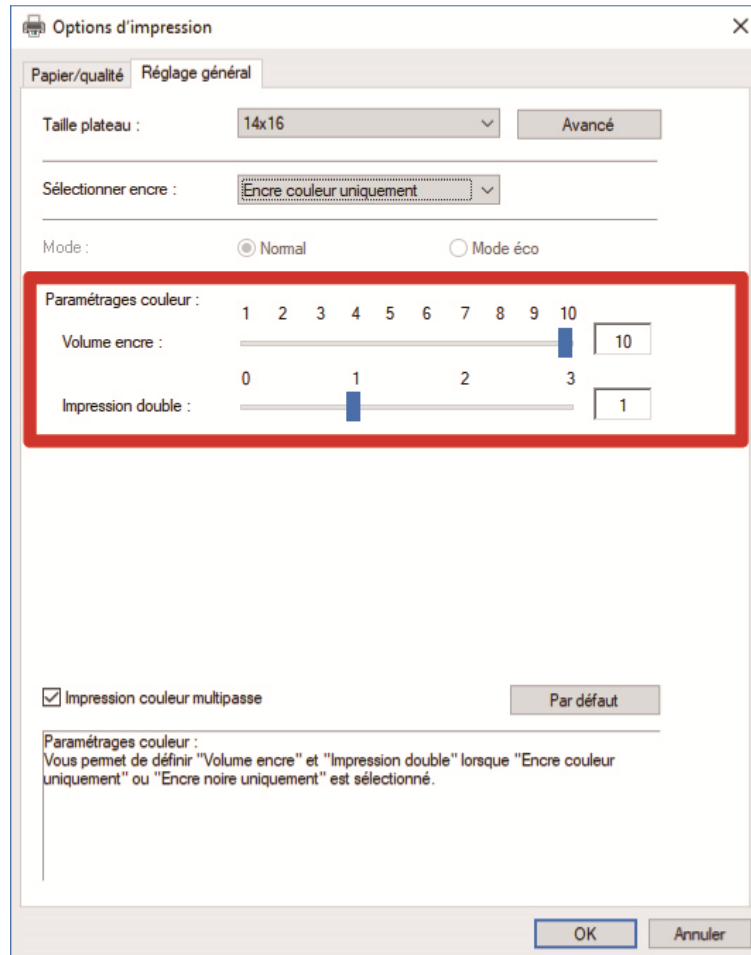 Options d’impression
Papier/qualité Réglage général
Taille plateau : 14x16 Avancé
Sélectionner encre : Encre couleur uniquement
Mode : Normal Mode éco
Paramétrages couleur :
1 2 3 4 5 6 7 8 9 10
Volume encre : 10
0 1 2 3
Impression double : 1
Impression couleur multipasse Par défaut
Paramétrages couleur :
Vous permet de définir "Volume encre" et "Impression double" lorsque "Encre couleur
uniquement" ou "Encre noire uniquement" est sélectionné.
OK Annuler